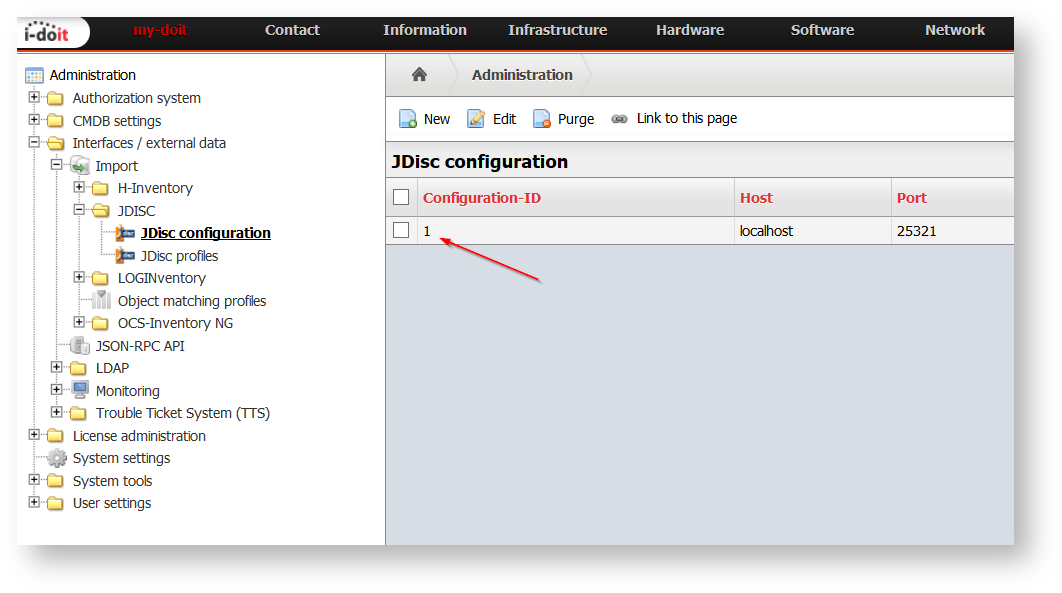 i-doit my-doit Contact Information Infrastructure Hardware Software Network
Administration
Authorization system
CMDB settings
Interfaces / external data
Import
H-Inventory
JDISC
JDisc configuration
JDisc profiles
LOGINventory
Object matching profiles
OCS-Inventory NG
JSON-RPC API
LDAP
Monitoring
Trouble Ticket System (TTS)
License administration
System settings
System tools
User settings
Administration
New Edit Purge Link to this page
JDisc configuration
Configuration-ID Host Port
1 localhost 25321